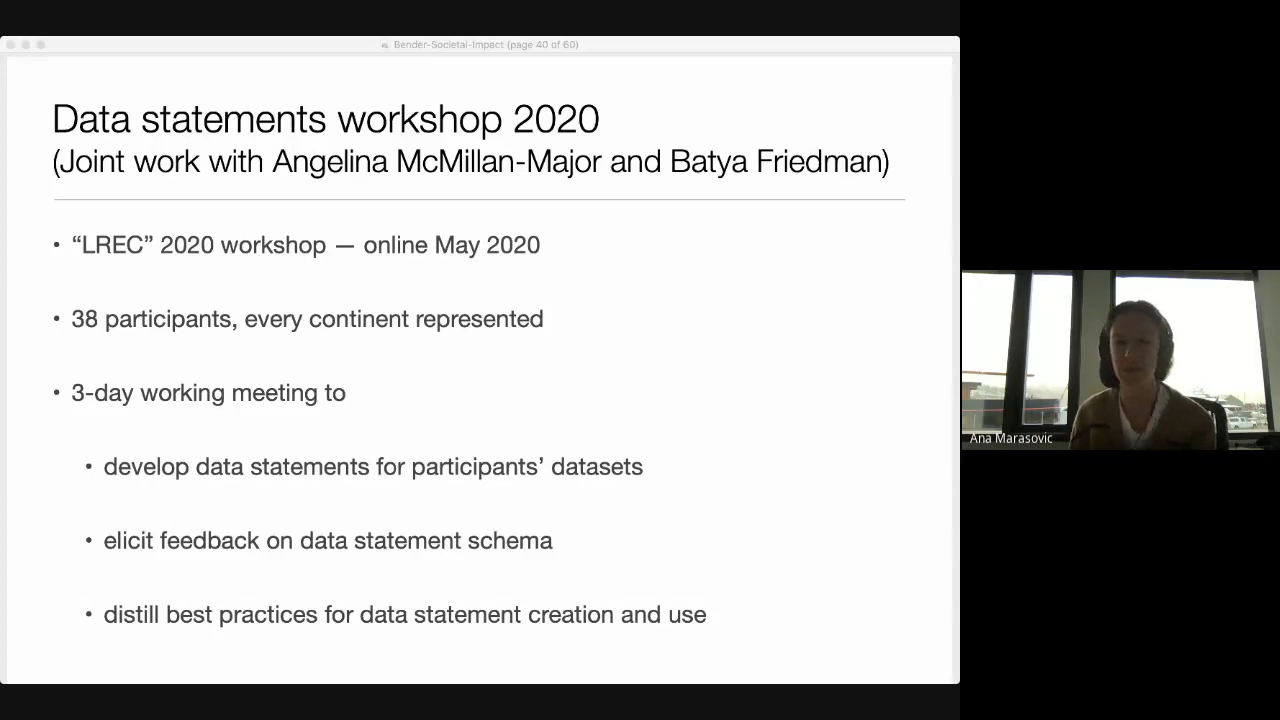 Bender-Societal-Impact (page 40 of 60)
Data statements workshop 2020
(Joint work with Angelina McMillan-Major and Batya Friedman)
• “LREC” 2020 workshop — online May 2020
• 38 participants, every continent represented
• 3-day working meeting to
• develop data statements for participants’ datasets
• elicit feedback on data statement schema
• distill best practices for data statement creation and use
Ana Marasovic